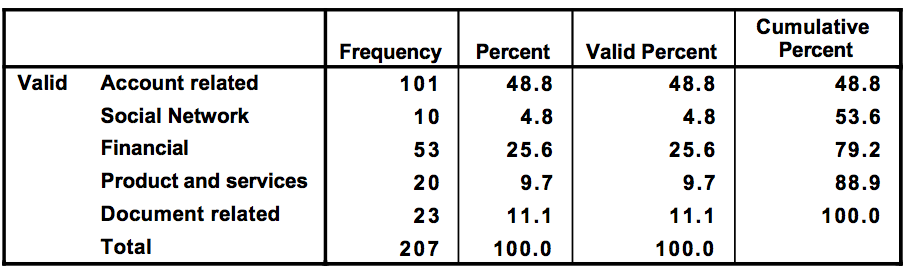 Frequency Percent Valid Percent Cumulative Percent
Valid Account related 101 48.8 48.8 48.8
Social Network 10 4.8 4.8 53.6
Financial 53 25.6 25.6 79.2
Product and services 20 9.7 9.7 88.9
Document related 23 11.1 11.1 100.0
Total 207 100.0 100.0